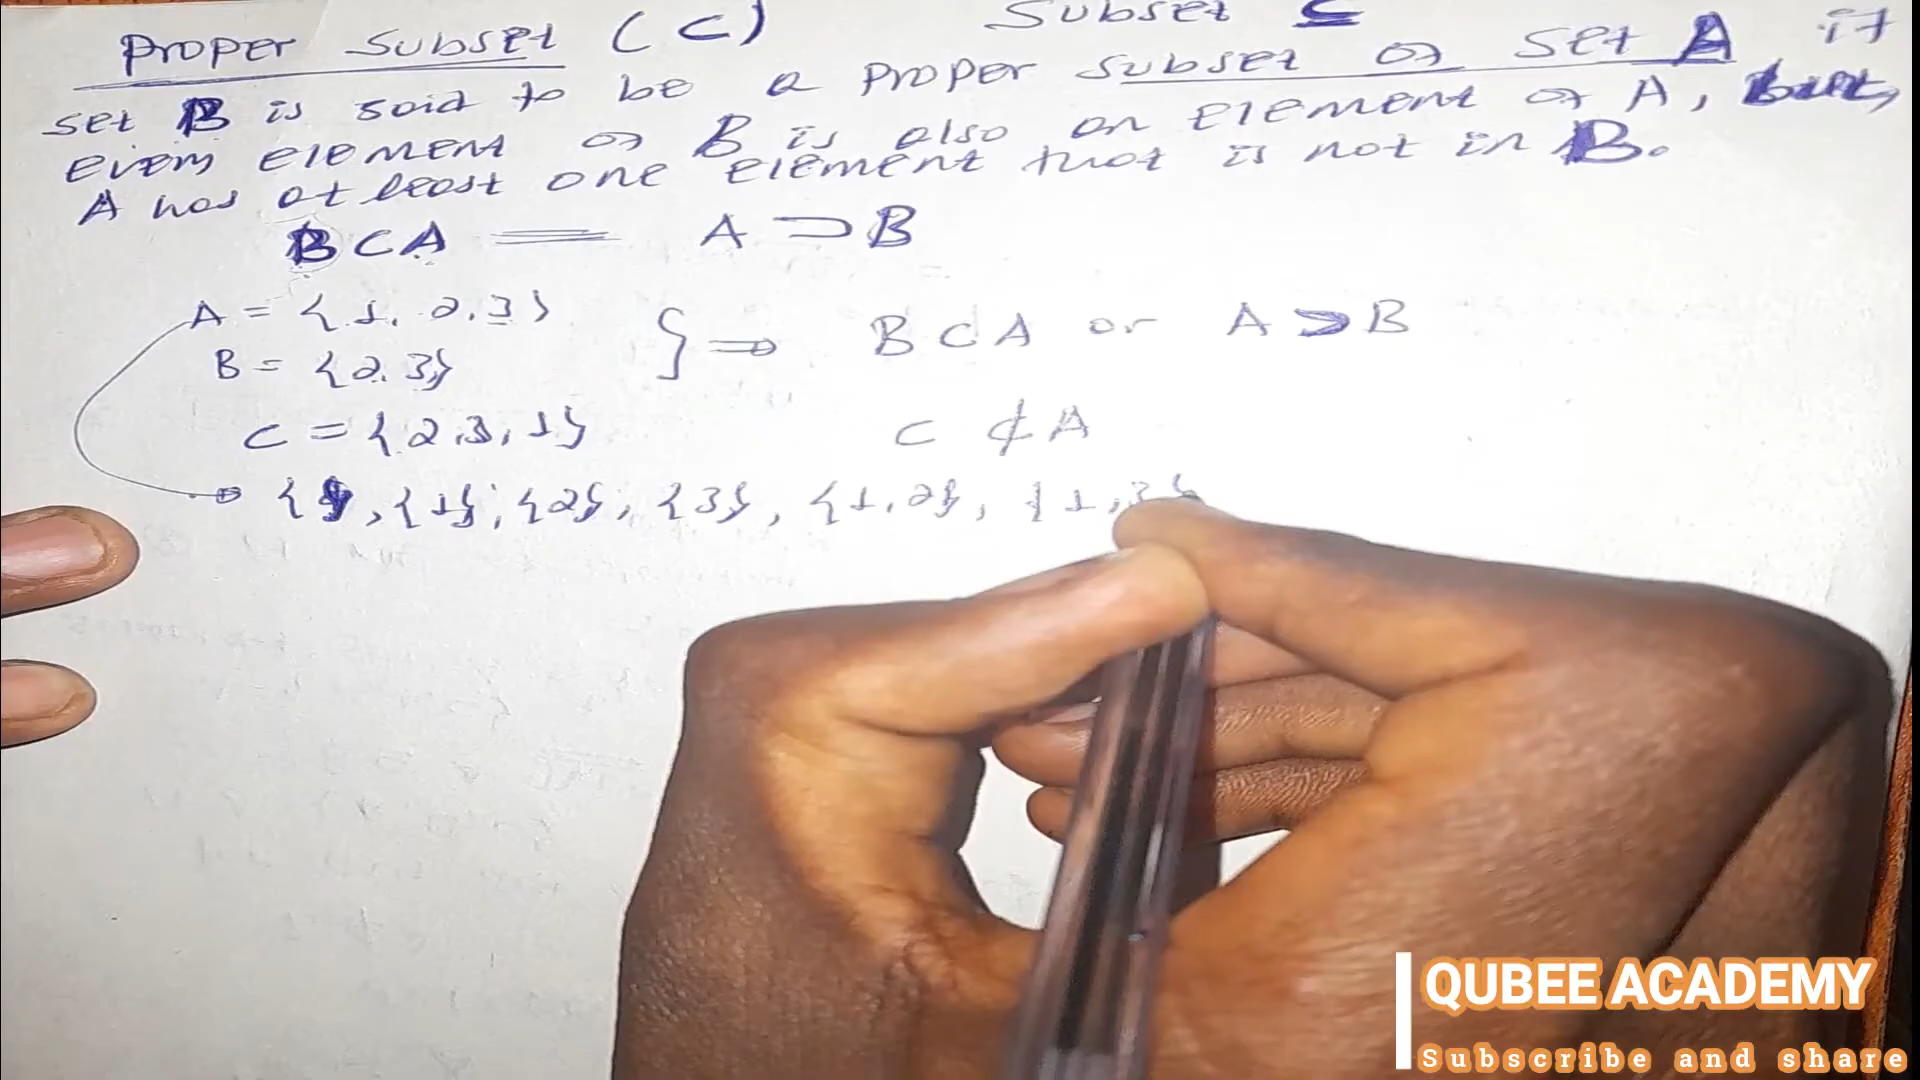 Proper Subset (⊂) Subset ⊆
set B is said to be a proper subset of set A, if
every element of B is also an element of A, but,
A has at least one element that is not in B.
B⊂A = A⊃B
A = {1, 2, 3} } ⇒ B⊂A or A⊃B
B = {2, 3}
C = {2, 3, 1} C ⊄ A
→ { }, {1}, {2}, {3}, {1, 2}, {1, 3}
QUBEE ACADEMY
Subscribe and share